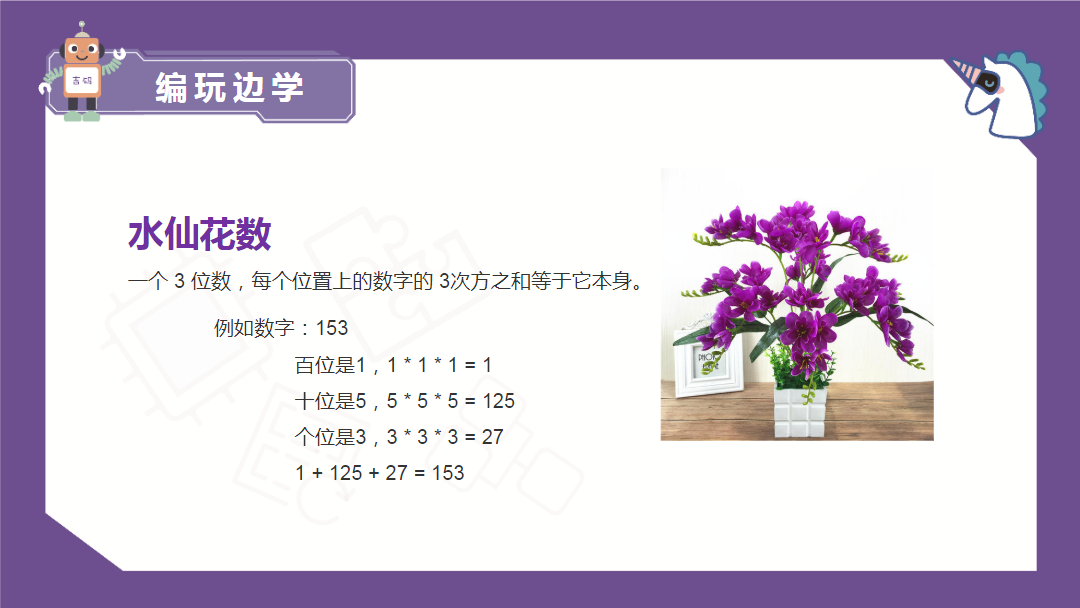 吉码
编玩边学
水仙花数
一个 3 位数，每个位置上的数字的 3次方之和等于它本身。
例如数字：153
百位是1，1 * 1 * 1 = 1
十位是5，5 * 5 * 5 = 125
个位是3，3 * 3 * 3 = 27
1 + 125 + 27 = 153